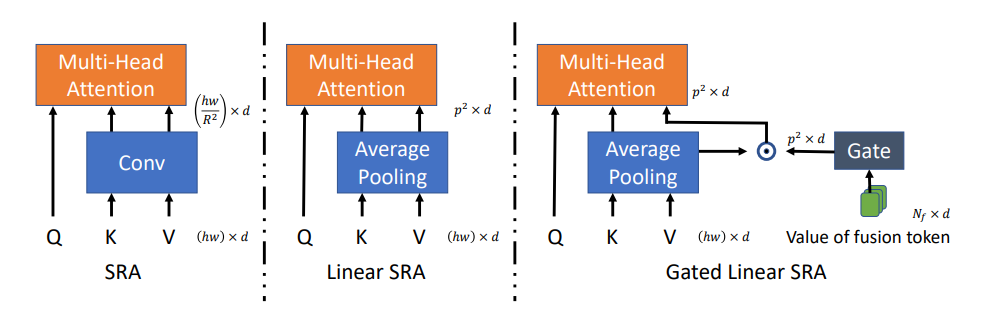 Multi-Head
Attention
(hw/R²) × d
Conv
Q K V (hw) × d
SRA
Multi-Head
Attention
p² × d
Average
Pooling
Q K V (hw) × d
Linear SRA
Multi-Head
Attention
p² × d
Average
Pooling
p² × d
Gate
N_f × d
Q K V (hw) × d
Value of fusion token
Gated Linear SRA